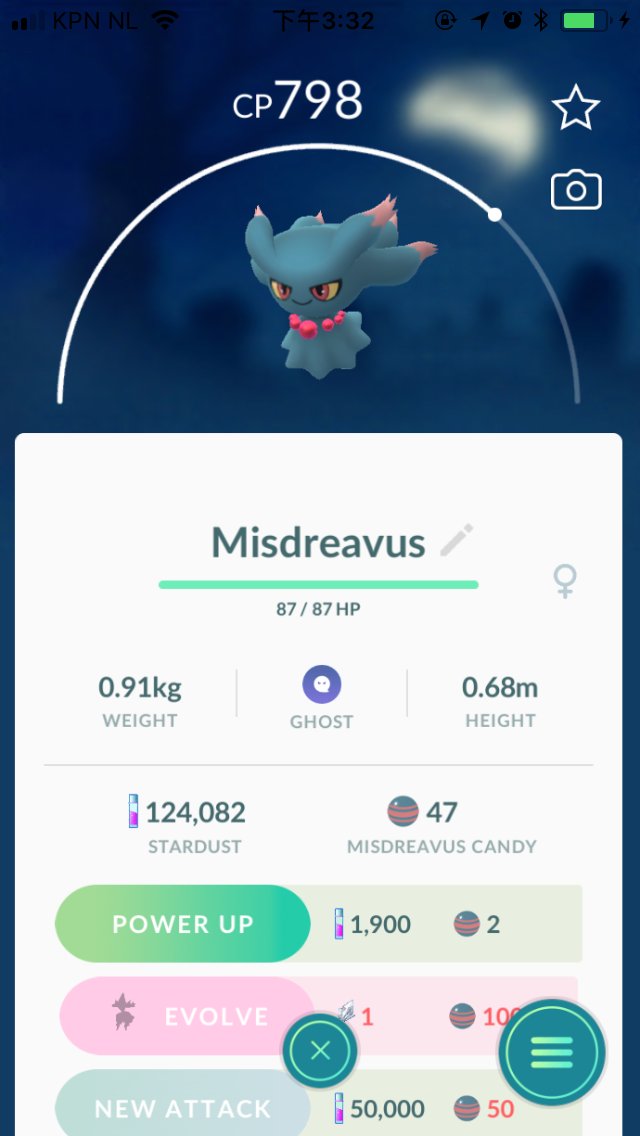 KPN NL 下午3:32
CP798
Misdreavus
87 / 87 HP
0.91kg
WEIGHT
GHOST
0.68m
HEIGHT
124,082
STARDUST
47
MISDREAVUS CANDY
POWER UP 1,900 2
EVOLVE 1 100
NEW ATTACK 50,000 50